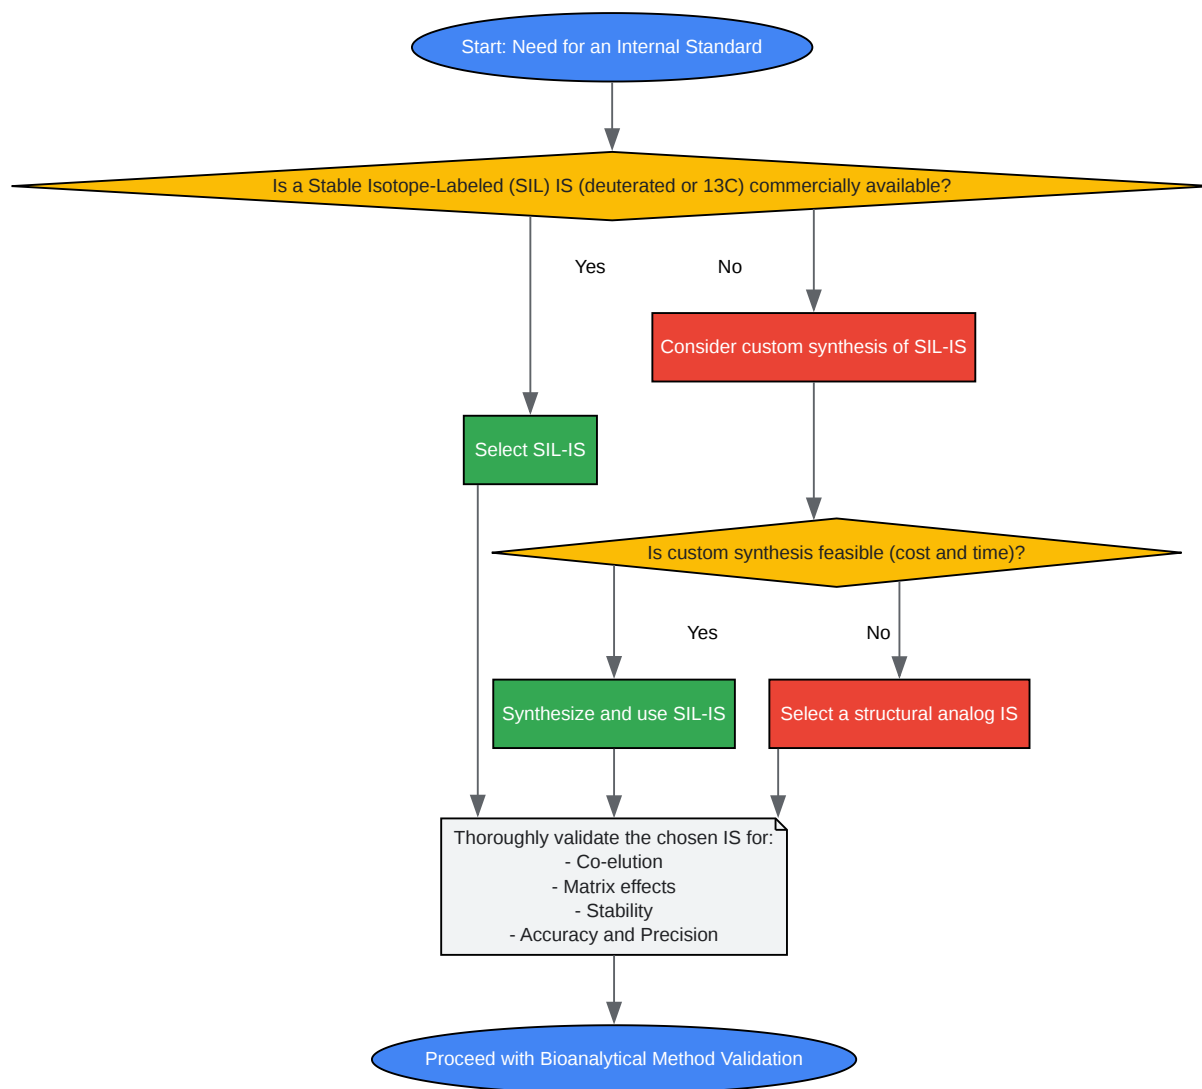 Start: Need for an Internal Standard
Is a Stable Isotope-Labeled (SIL) IS (deuterated or 13C) commercially available?
Yes
No
Consider custom synthesis of SIL-IS
Select SIL-IS
Is custom synthesis feasible (cost and time)?
Yes
No
Synthesize and use SIL-IS
Select a structural analog IS
Thoroughly validate the chosen IS for:
- Co-elution
- Matrix effects
- Stability
- Accuracy and Precision
Proceed with Bioanalytical Method Validation